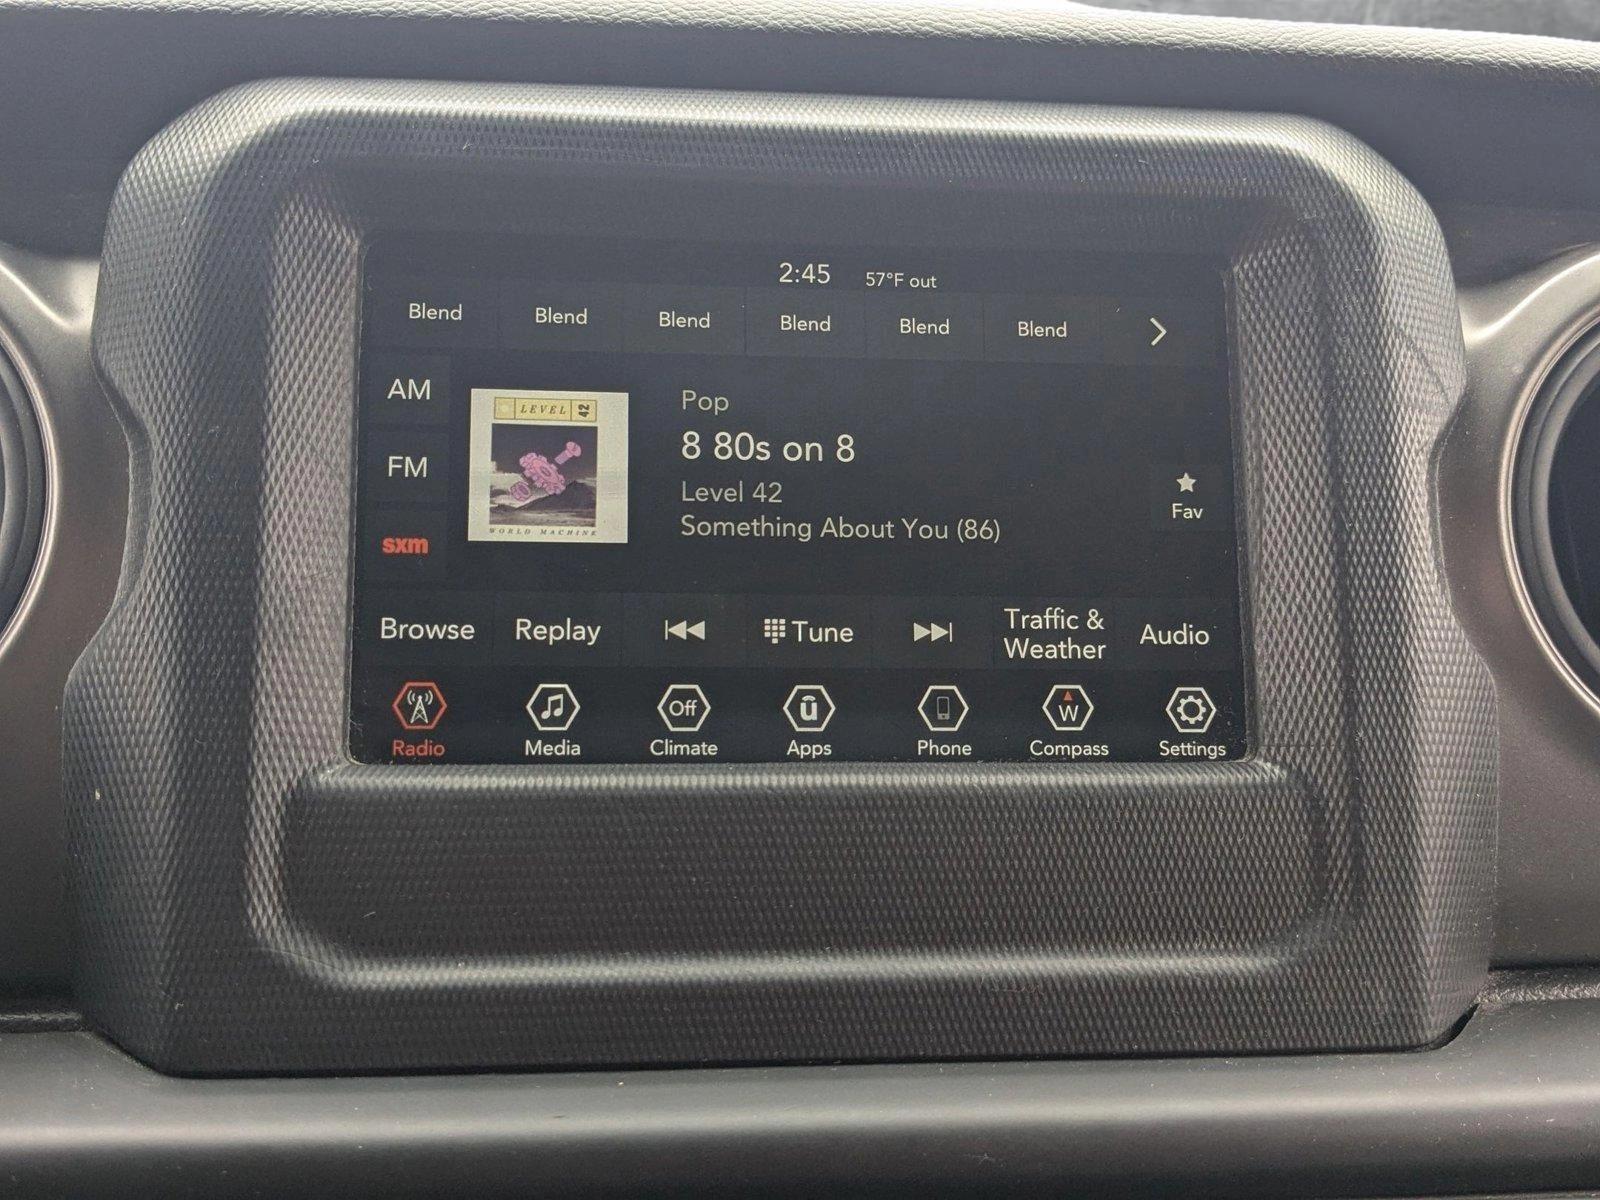 2:45 57°F out
Blend Blend Blend Blend Blend Blend
AM
FM
sxm
LEVEL 42
WORLD MACHINE
Pop
8 80s on 8
Level 42
Something About You (86)
Fav
Browse Replay Tune Traffic & Weather Audio
Off û W
Radio Media Climate Apps Phone Compass Settings